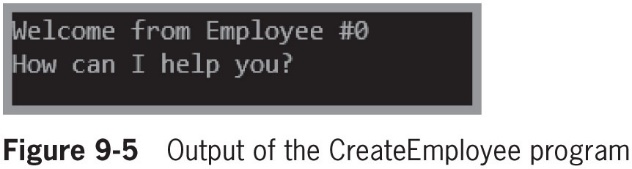 Welcome from Employee #0
How can I help you?
Figure 9-5 Output of the CreateEmployee program